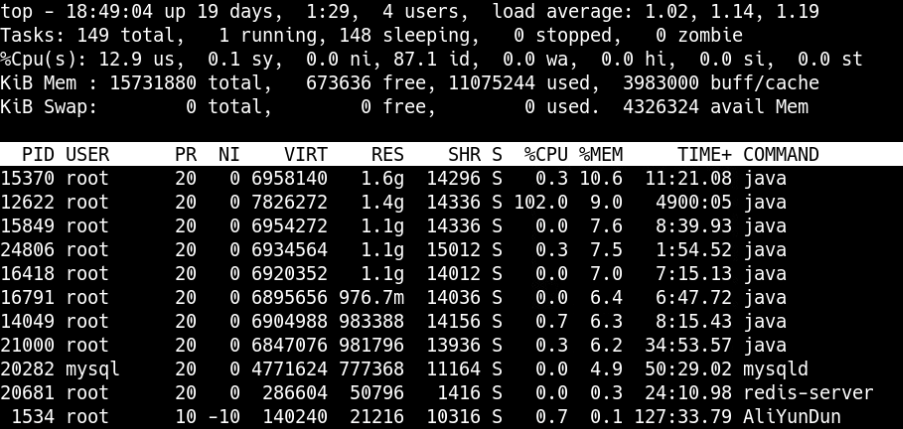 top - 18:49:04 up 19 days,  1:29,  4 users,  load average: 1.02, 1.14, 1.19
Tasks: 149 total,   1 running, 148 sleeping,   0 stopped,   0 zombie
%Cpu(s): 12.9 us,  0.1 sy,  0.0 ni, 87.1 id,  0.0 wa,  0.0 hi,  0.0 si,  0.0 st
KiB Mem : 15731880 total,   673636 free, 11075244 used,  3983000 buff/cache
KiB Swap:        0 total,        0 free,        0 used.  4326324 avail Mem
  PID USER      PR  NI    VIRT    RES    SHR S  %CPU %MEM     TIME+ COMMAND
15370 root      20   0 6958140   1.6g  14296 S   0.3 10.6  11:21.08 java
12622 root      20   0 7826272   1.4g  14336 S 102.0  9.0   4900:05 java
15849 root      20   0 6954272   1.1g  14336 S   0.0  7.6   8:39.93 java
24806 root      20   0 6934564   1.1g  15012 S   0.3  7.5   1:54.52 java
16418 root      20   0 6920352   1.1g  14012 S   0.0  7.0   7:15.13 java
16791 root      20   0 6895656 976.7m  14036 S   0.0  6.4   6:47.72 java
14049 root      20   0 6904988 983388  14156 S   0.7  6.3   8:15.43 java
21000 root      20   0 6847076 981796  13936 S   0.3  6.2  34:53.57 java
20282 mysql     20   0 4771624 777368  11164 S   0.0  4.9  50:29.02 mysqld
20681 root      20   0  286604  50796   1416 S   0.0  0.3  24:10.98 redis-server
 1534 root      10 -10  140240  21216  10316 S   0.7  0.1 127:33.79 AliYunDun